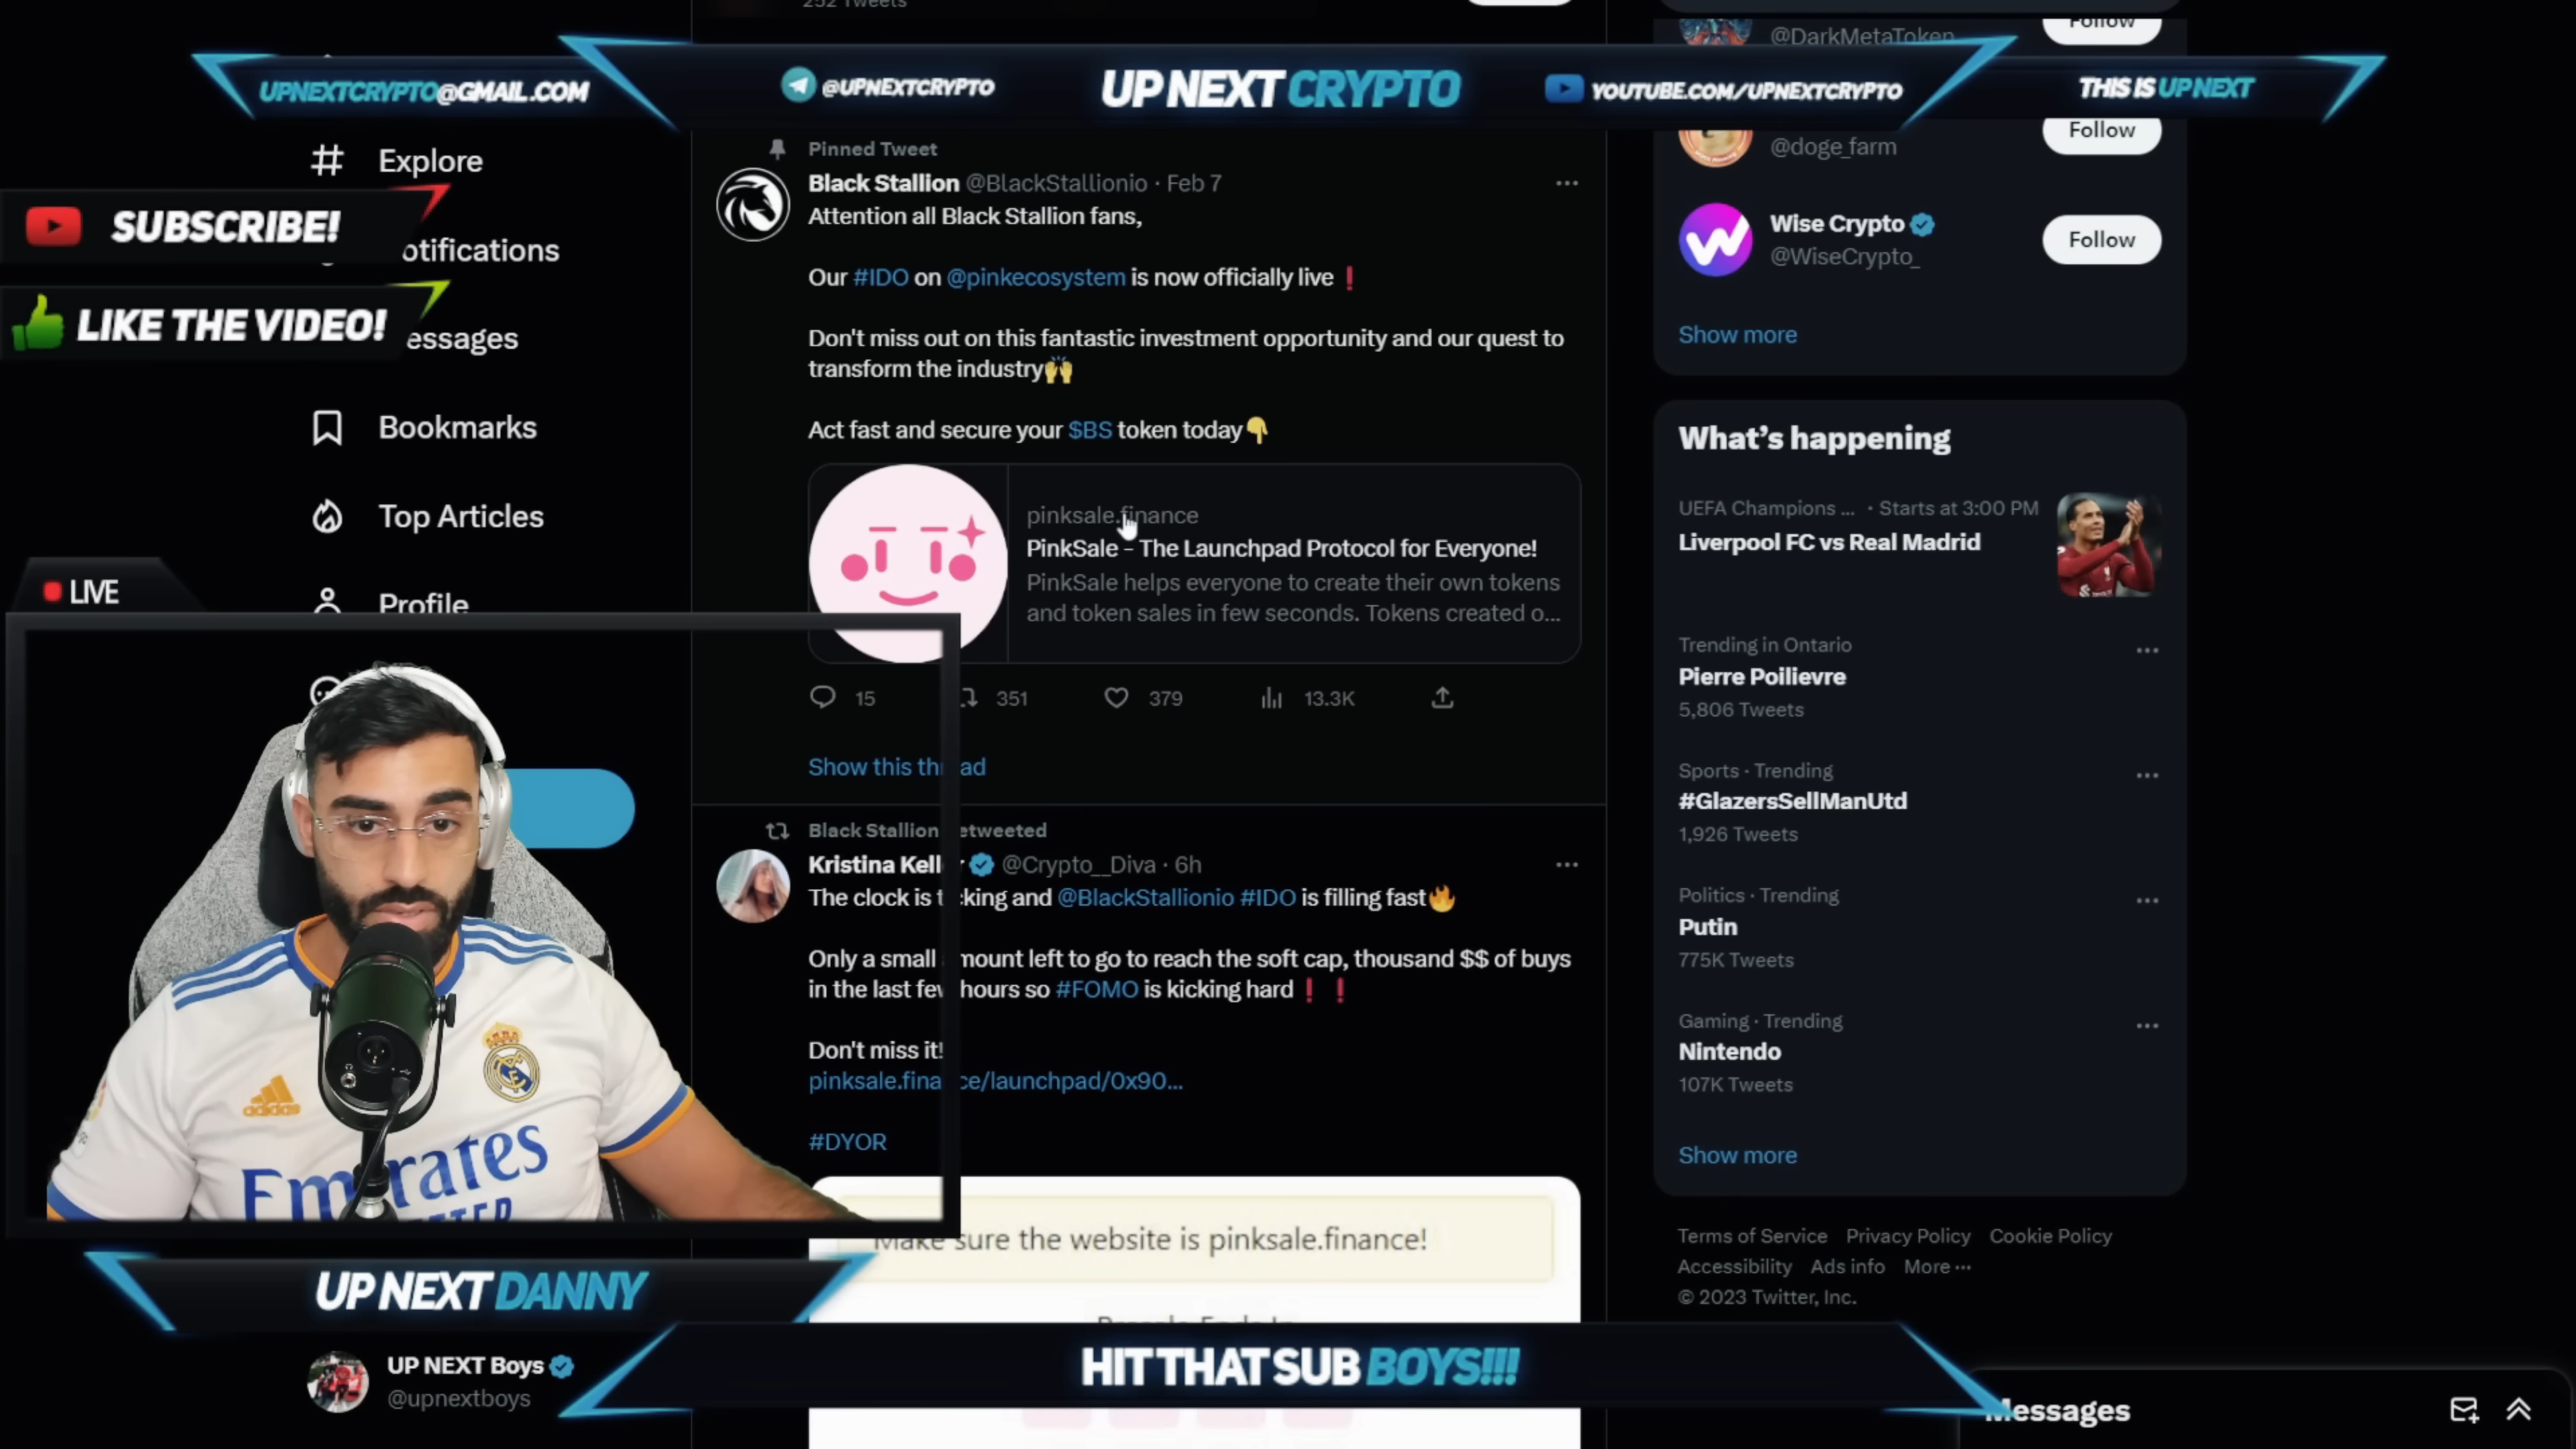 252 Tweets
@DarkMetaToken
Follow
UPNEXTCRYPTO@GMAIL.COM
@UPNEXTCRYPTO
UP NEXT CRYPTO
YOUTUBE.COM/UPNEXTCRYPTO
THIS IS UP NEXT
@doge_farm
Follow
Explore
SUBSCRIBE!
otifications
LIKE THE VIDEO!
essages
Bookmarks
Top Articles
Profile
LIVE
Pinned Tweet
Black Stallion @BlackStallionio · Feb 7
Attention all Black Stallion fans,
Our #IDO on @pinkecosystem is now officially live❗
Don't miss out on this fantastic investment opportunity and our quest to
transform the industry🙌
Act fast and secure your $BS token today👇
pinksale.finance
PinkSale - The Launchpad Protocol for Everyone!
PinkSale helps everyone to create their own tokens
and token sales in few seconds. Tokens created o...
15 351 379 13.3K
Show this thread
Black Stallion etweeted
Kristina Kell r @Crypto__Diva · 6h
The clock is t cking and @BlackStallionio #IDO is filling fast🔥
Only a small mount left to go to reach the soft cap, thousand $$ of buys
in the last few hours so #FOMO is kicking hard❗❗
Don't miss it!
pinksale.finance/launchpad/0x90...
#DYOR
Make sure the website is pinksale.finance!
Wise Crypto
@WiseCrypto_
Follow
Show more
What's happening
UEFA Champions ... · Starts at 3:00 PM
Liverpool FC vs Real Madrid
Trending in Ontario
Pierre Poilievre
5,806 Tweets
Sports · Trending
#GlazersSellManUtd
1,926 Tweets
Politics · Trending
Putin
775K Tweets
Gaming · Trending
Nintendo
107K Tweets
Show more
Terms of Service Privacy Policy Cookie Policy
Accessibility Ads info More ···
© 2023 Twitter, Inc.
adidas
Emirates
UP NEXT DANNY
UP NEXT Boys
@upnextboys
HIT THAT SUB BOYS!!!
Messages